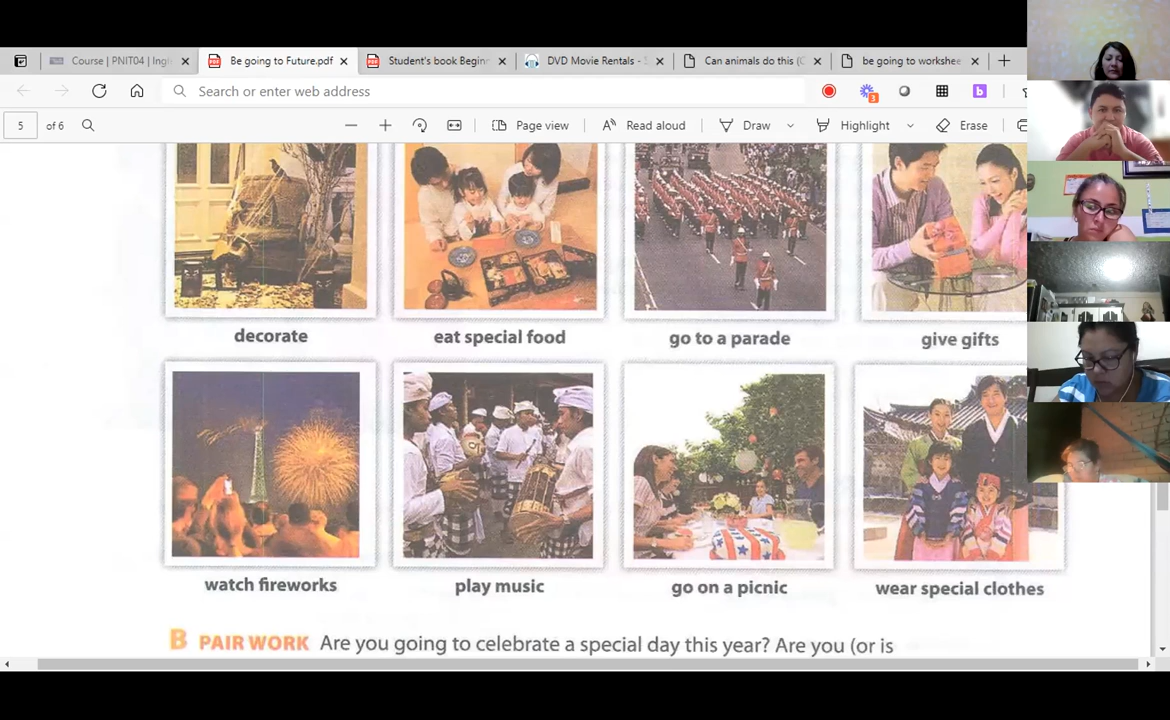 Course | PNIT04 | Ingl
Be going to Future.pdf
Student's book Beginn
DVD Movie Rentals -
Can animals do this (
be going to workshee
Search or enter web address
3
b
5 of 6
Page view
Read aloud
Draw
Highlight
Erase
decorate
eat special food
go to a parade
give gifts
watch fireworks
play music
go on a picnic
wear special clothes
B PAIR WORK Are you going to celebrate a special day this year? Are you (or is